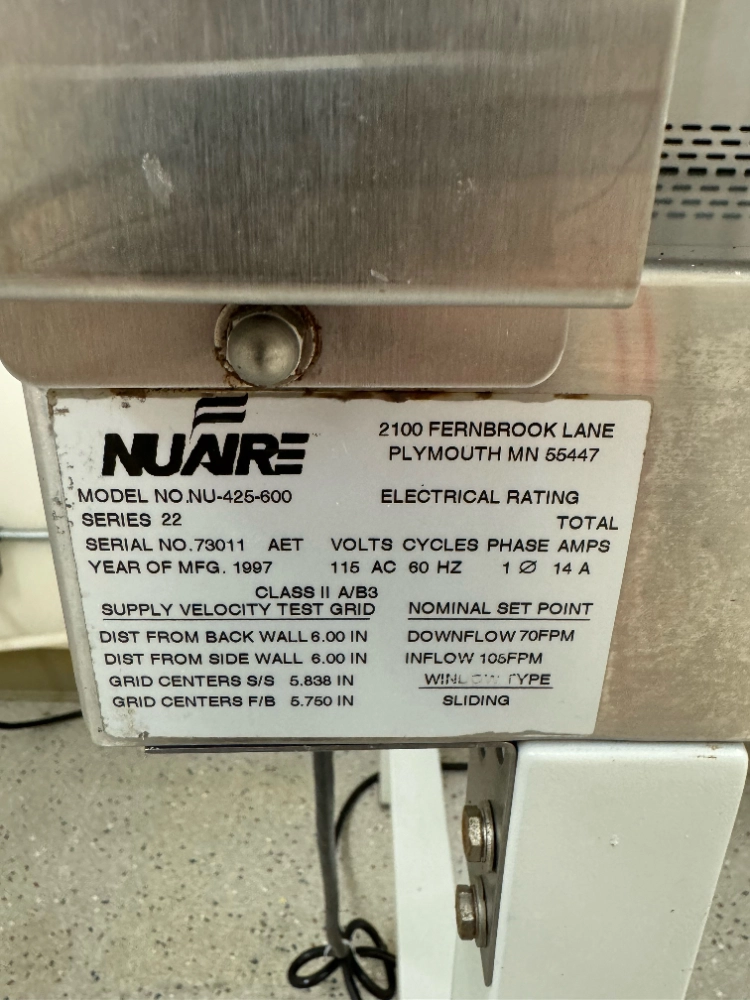 NUAIRE
2100 FERNBROOK LANE
PLYMOUTH MN 55447
MODEL NO.NU-425-600
ELECTRICAL RATING
SERIES 22
TOTAL
SERIAL NO.73011 AET VOLTS CYCLES PHASE AMPS
YEAR OF MFG. 1997 115 AC 60 HZ 1 Ø 14 A
CLASS II A/B3
SUPPLY VELOCITY TEST GRID NOMINAL SET POINT
DIST FROM BACK WALL 6.00 IN DOWNFLOW 70FPM
DIST FROM SIDE WALL 6.00 IN INFLOW 105FPM
GRID CENTERS S/S 5.838 IN TYPE
GRID CENTERS F/B 5.750 IN SLIDING